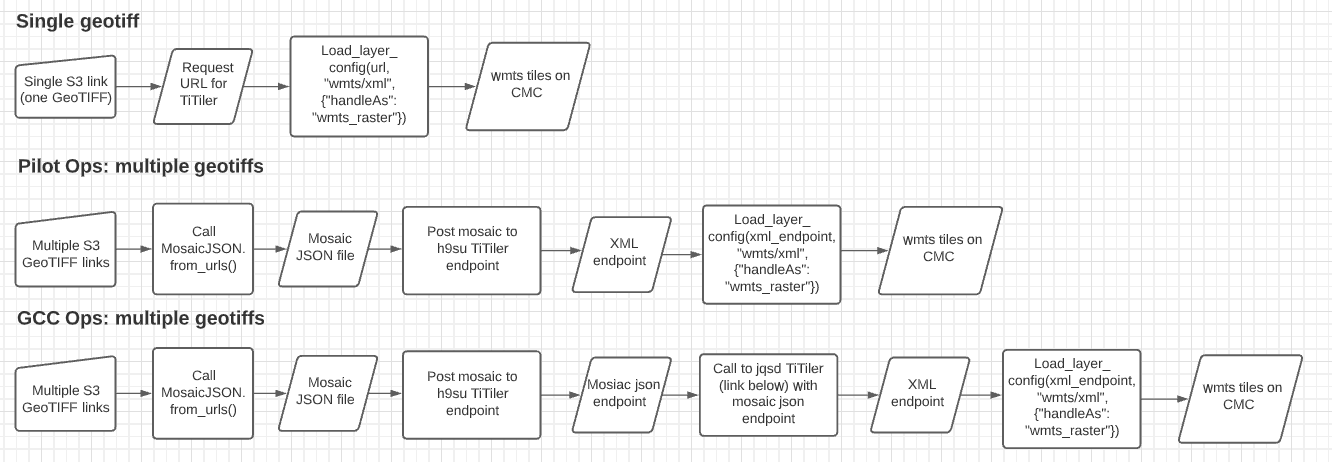 Single geotiff
Single S3 link
(one GeoTIFF)
Request
URL for
TiTiler
Load_layer_
config(url,
"wmts/xml",
{"handleAs":
"wmts_raster"})
wmts tiles on
CMC
Pilot Ops: multiple geotiffs
Multiple S3
GeoTIFF links
Call
MosaicJSON.
from_urls()
Mosaic
JSON file
Post mosaic to
h9su TiTiler
endpoint
XML
endpoint
Load_layer_
config(xml_endpoint,
"wmts/xml",
{"handleAs":
"wmts_raster"})
wmts tiles on
CMC
GCC Ops: multiple geotiffs
Multiple S3
GeoTIFF links
Call
MosaicJSON.
from_urls()
Mosaic
JSON file
Post mosaic to
h9su TiTiler
endpoint
Mosiac json
endpoint
Call to jqsd TiTiler
(link below) with
mosaic json
endpoint
XML
endpoint
Load_layer_
config(xml_endpoint,
"wmts/xml",
{"handleAs":
"wmts_raster"})
wmts tiles on
CMC